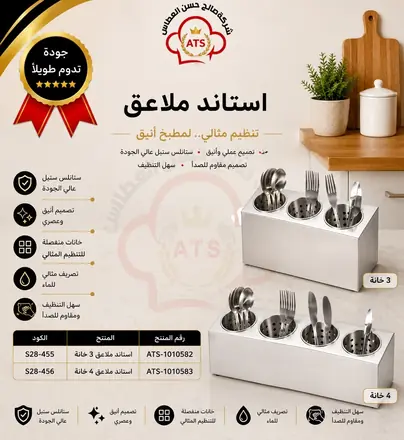 شركة صالح حسن العطاس
ATS
جودة
تدوم طويلاً
استاند ملاعق
تنظيم مثالي.. لمطبخ أنيق
تصميع عملي وأنيق • ستانلس ستيل عالي الجودة
تصميم مقاوم للصدأ • سهل التنظيف
ستانلس ستيل
عالي الجودة
تصميم أنيق
وعصري
خانات منفصلة
للتنظيم المثالي
تصريف مثالي
للماء
سهل التنظيف
ومقاوم للصدأ
ATS
3 خانة
4 خانة
رقم المنتج المنتج الكود
ATS-1010582 استاند ملاعق 3 خانة S28-455
ATS-1010583 استاند ملاعق 4 خانة S28-456
ستانلس ستيل
عالي الجودة
تصميم أنيق
وعصري
خانات منفصلة
للتنظيم المثالي
تصريف مثالي
للماء
سهل التنظيف
ومقاوم للصدأ